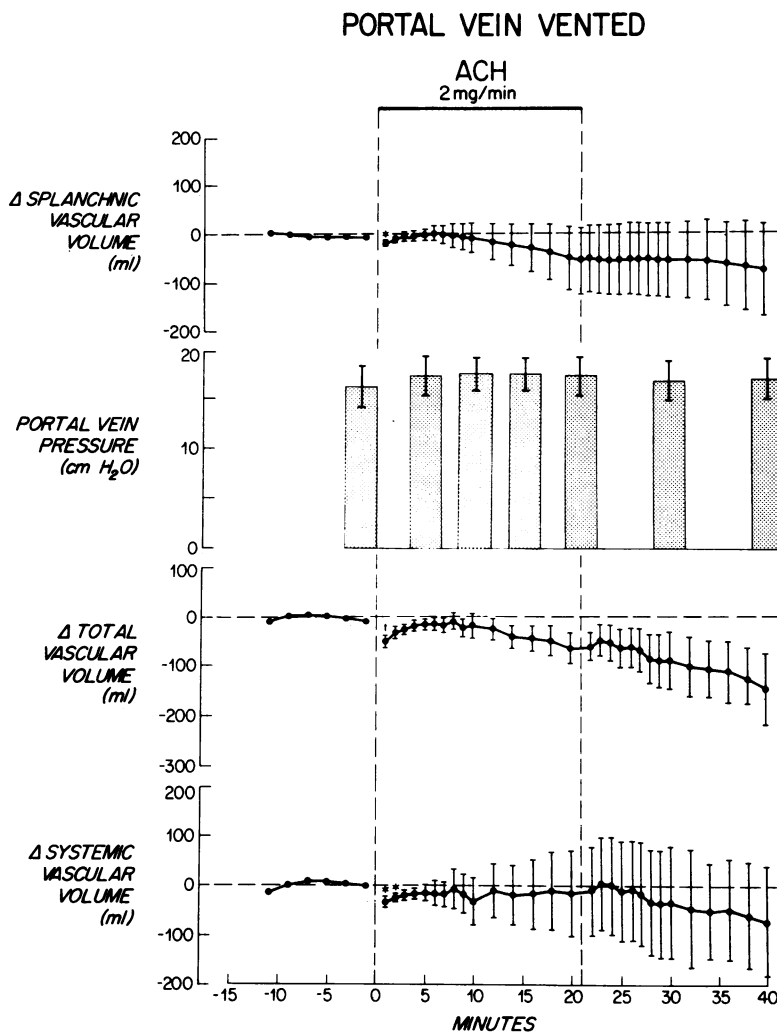 PORTAL VEIN VENTED
ACH
2 mg/min
200
100
0
-100
-200
Δ SPLANCHNIC
VASCULAR
VOLUME
(ml)
*
20
10
0
PORTAL VEIN
PRESSURE
(cm H₂O)
100
0
-100
-200
-300
Δ TOTAL
VASCULAR
VOLUME
(ml)
200
100
0
-100
-200
Δ SYSTEMIC
VASCULAR
VOLUME
(ml)
* *
-15 -10 -5 0 5 10 15 20 25 30 35 40
MINUTES